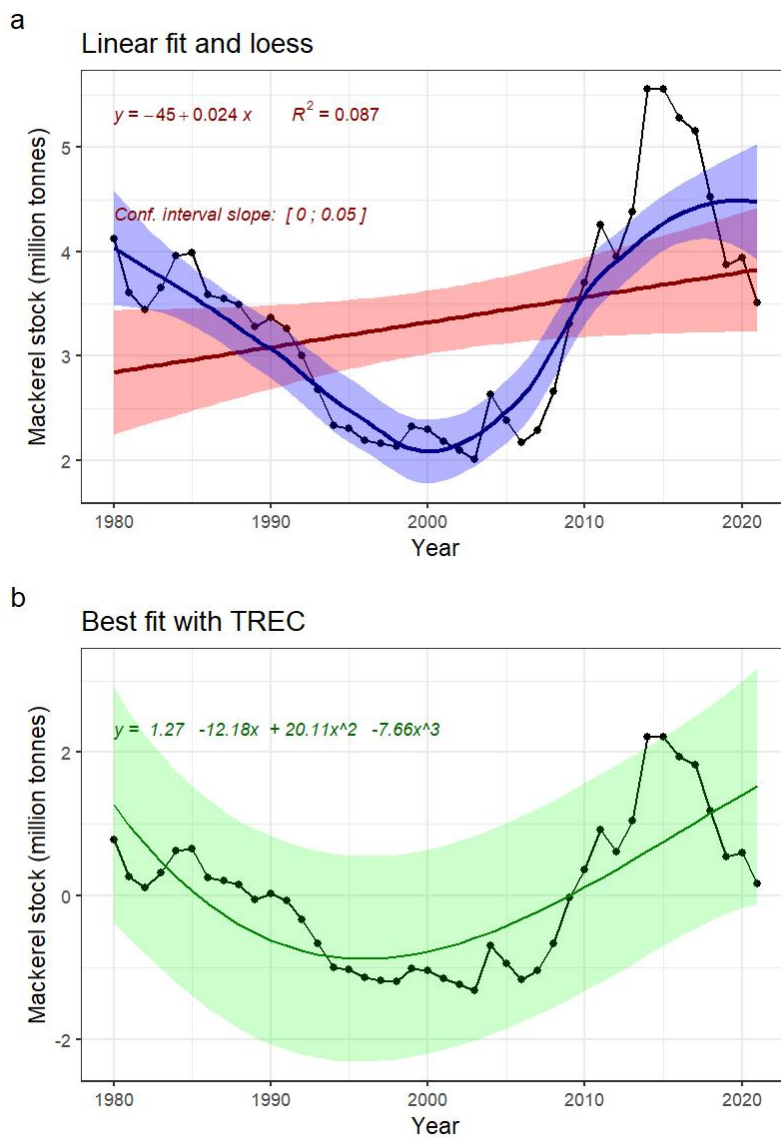 a
Linear fit and loess
y = −45 + 0.024 x R² = 0.087
Conf. interval slope: [ 0 ; 0.05 ]
Mackerel stock (million tonnes)
5
4
3
2
1980 1990 2000 2010 2020
Year
b
Best fit with TREC
y = 1.27 -12.18x + 20.11x^2 -7.66x^3
Mackerel stock (million tonnes)
2
0
-2
1980 1990 2000 2010 2020
Year